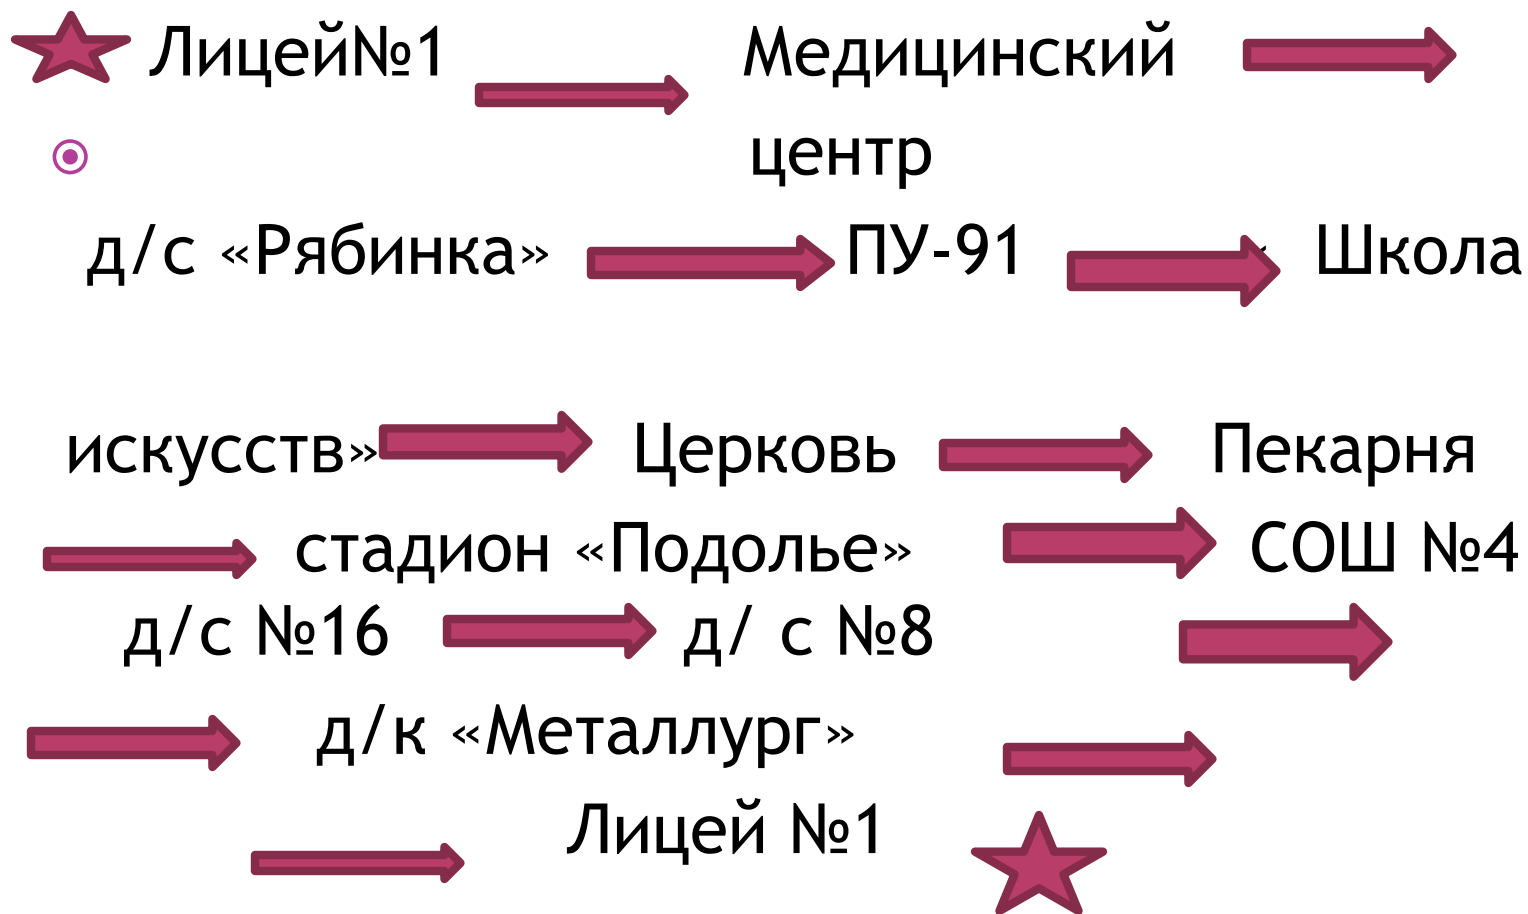 Лицей№1 Медицинский
центр
д/с «Рябинка» ПУ-91 Школа
искусств» Церковь Пекарня
стадион «Подолье» СОШ №4
д/с №16 д/ с №8
д/к «Металлург»
Лицей №1